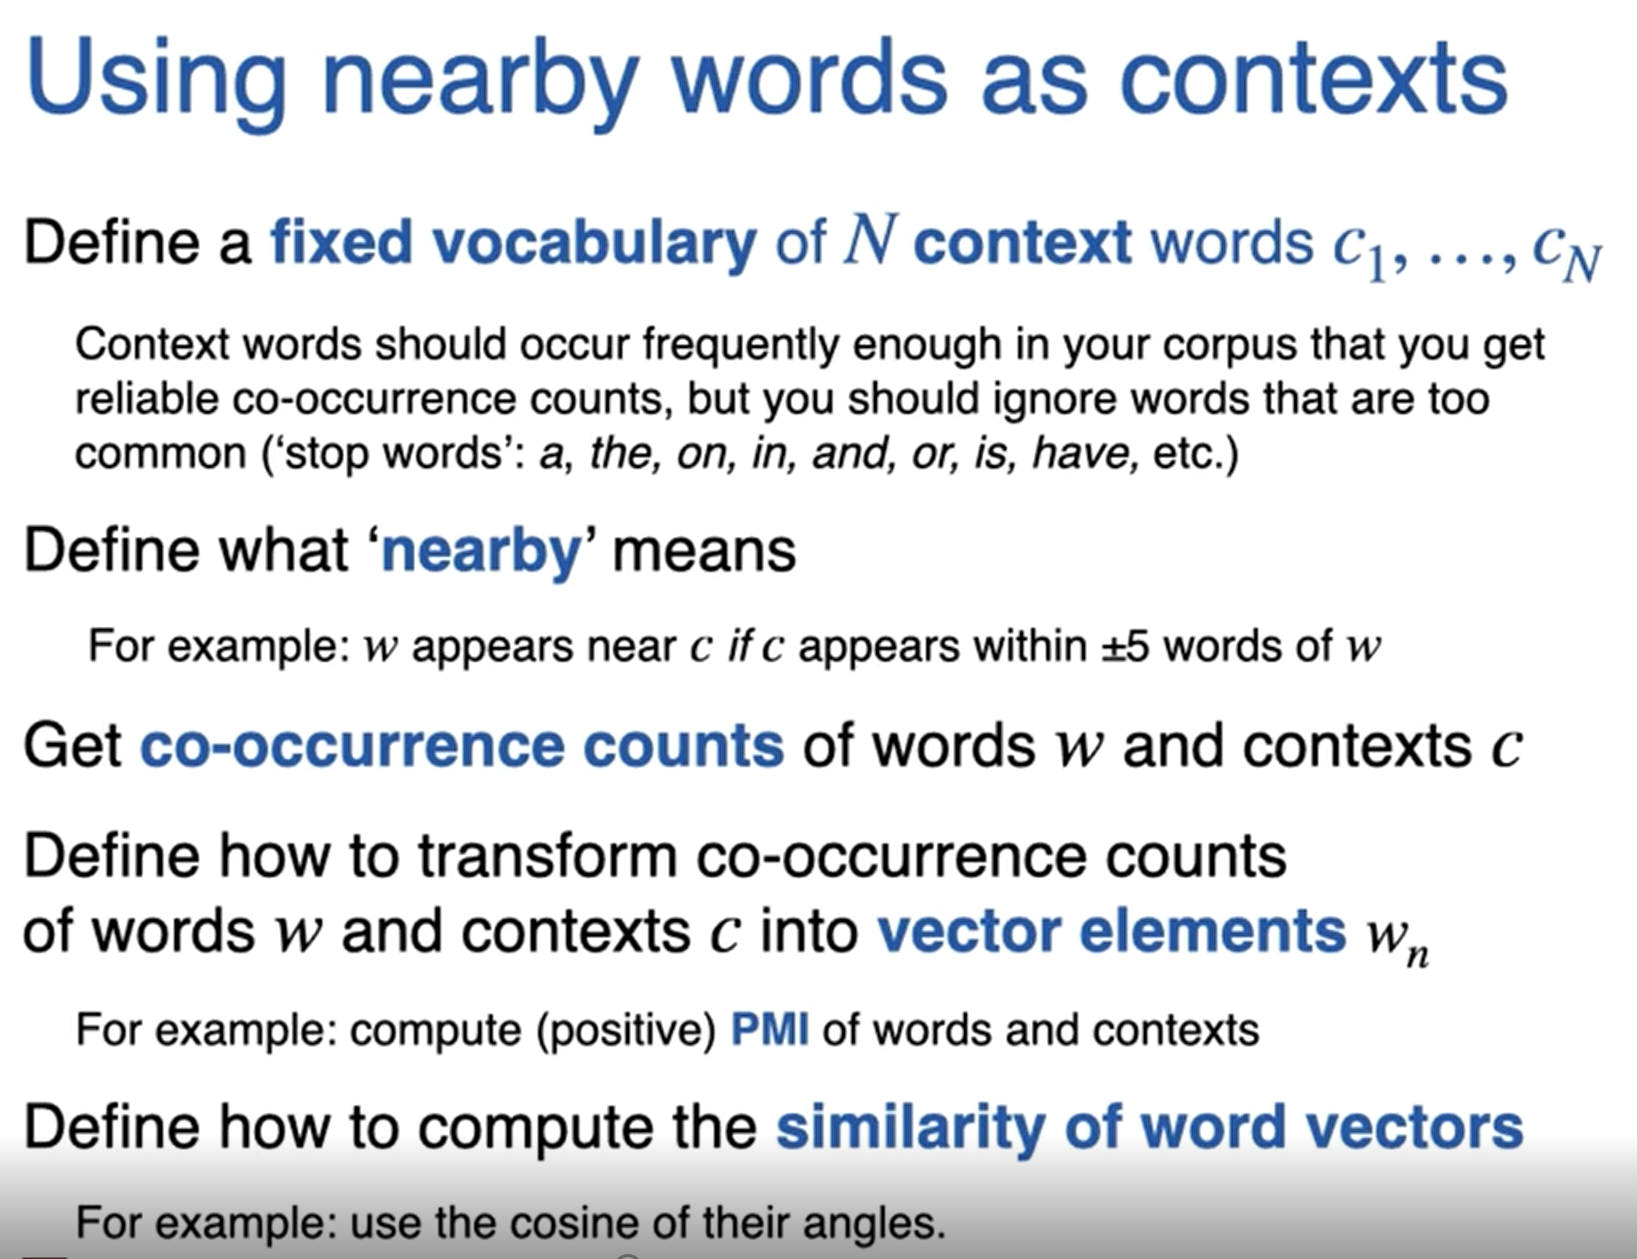 Using nearby words as contexts
Define a fixed vocabulary of N context words c₁, …, c_N
Context words should occur frequently enough in your corpus that you get
reliable co-occurrence counts, but you should ignore words that are too
common (‘stop words’: a, the, on, in, and, or, is, have, etc.)
Define what ‘nearby’ means
For example: w appears near c if c appears within ±5 words of w
Get co-occurrence counts of words w and contexts c
Define how to transform co-occurrence counts
of words w and contexts c into vector elements wₙ
For example: compute (positive) PMI of words and contexts
Define how to compute the similarity of word vectors
For example: use the cosine of their angles.